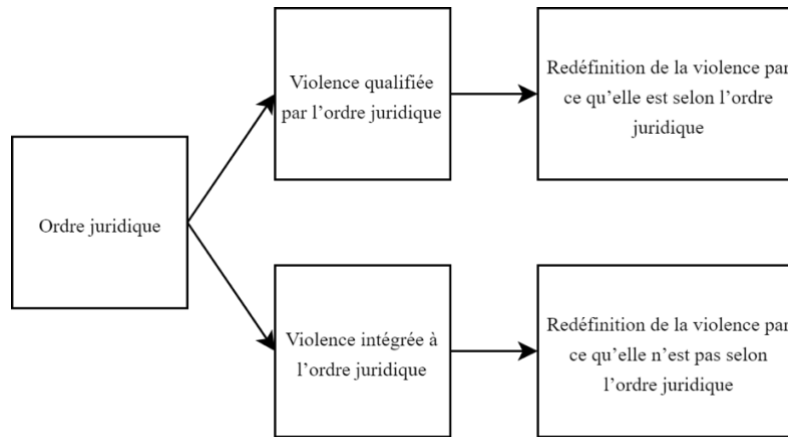 Violence qualifiée
par l’ordre juridique
Redéfinition de la violence par
ce qu’elle est selon l’ordre
juridique
Ordre juridique
Violence intégrée à
l’ordre juridique
Redéfinition de la violence par
ce qu’elle n’est pas selon
l’ordre juridique